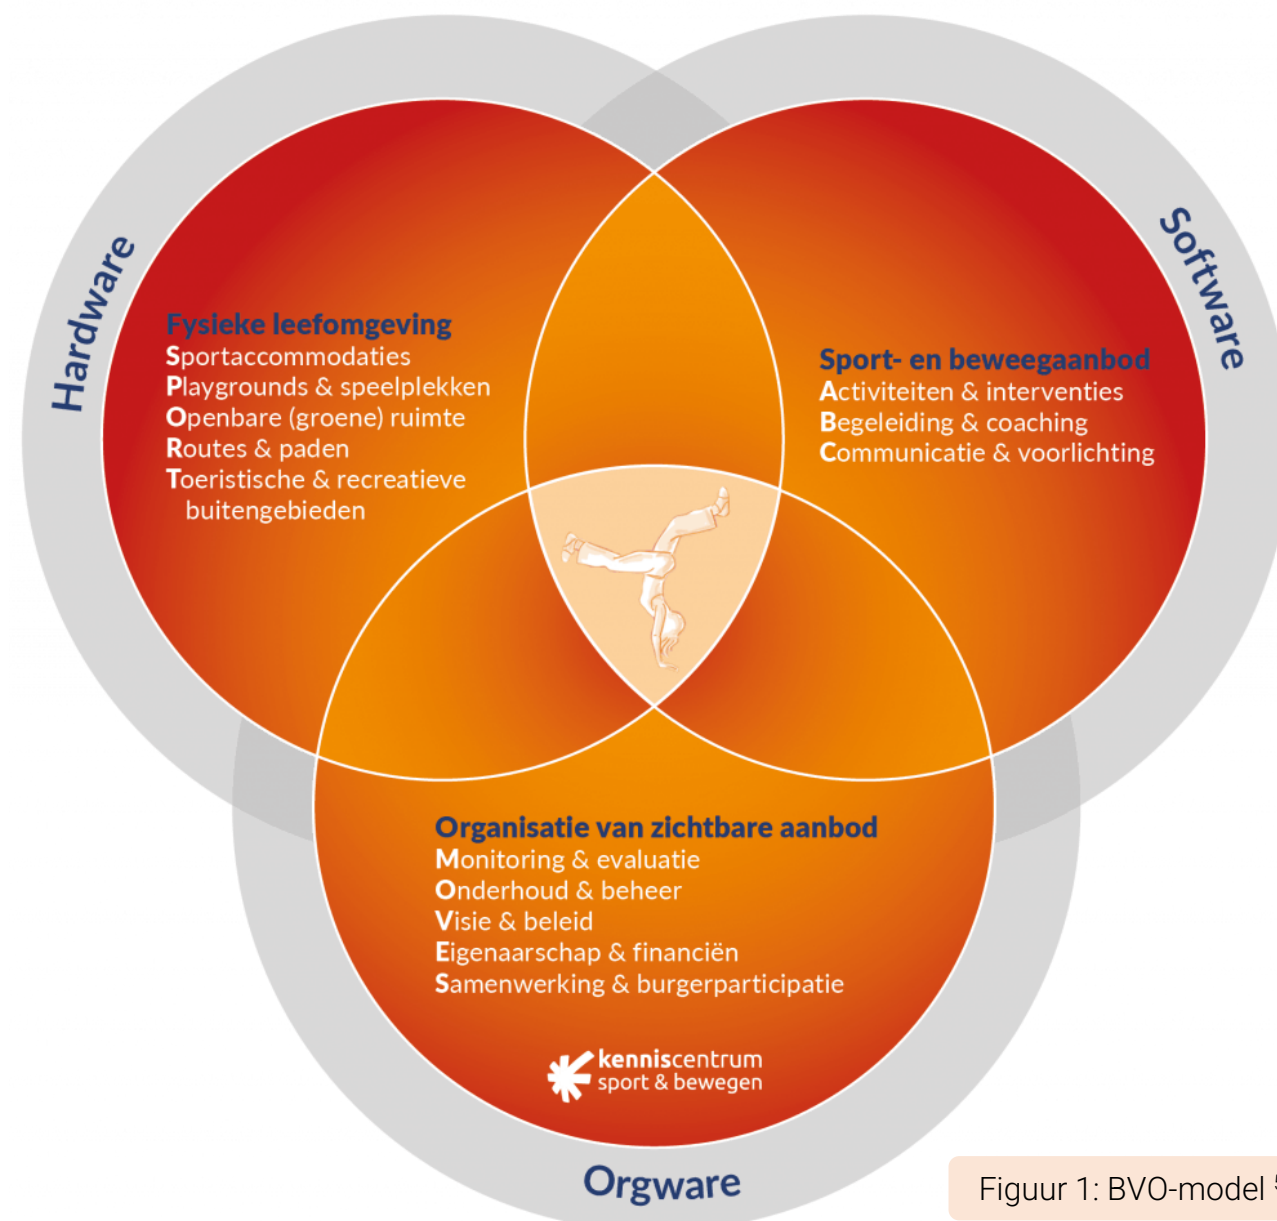 Hardware
Fysieke leefomgeving
Sportaccommodaties
Playgrounds & speelplekken
Openbare (groene) ruimte
Routes & paden
Toeristische & recreatieve
buitengebieden
Software
Sport- en beweegaanbod
Activiteiten & interventies
Begeleiding & coaching
Communicatie & voorlichting
Organisatie van zichtbare aanbod
Monitoring & evaluatie
Onderhoud & beheer
Visie & beleid
Eigenaarschap & financiën
Samenwerking & burgerparticipatie
kenniscentrum
sport & bewegen
Orgware
Figuur 1: BVO-model ⁵